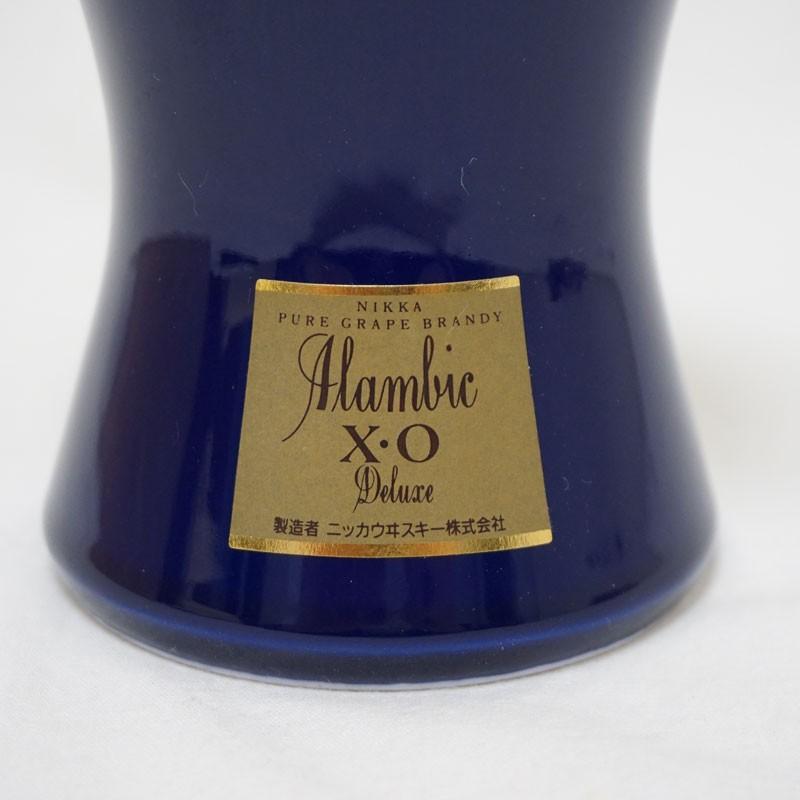 NIKKA
PURE GRAPE BRANDY
Alambic
X·O
Deluxe
製造者 ニッカウヰスキー株式会社